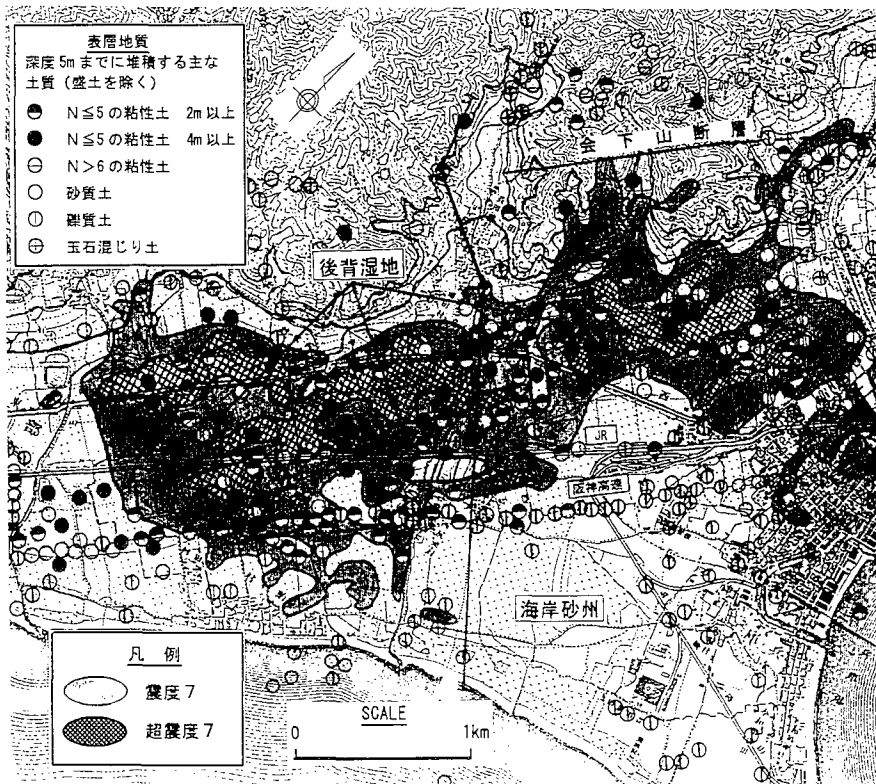 表層地質
深度5mまでに堆積する主な
土質(盛土を除く)
N≦5の粘性土 2m以上
N≦5の粘性土 4m以上
N>6の粘性土
砂質土
礫質土
玉石混じり土
会下山断層
後背湿地
JR
阪神高速
海岸砂州
凡例
震度7
超震度7
SCALE
0 1km